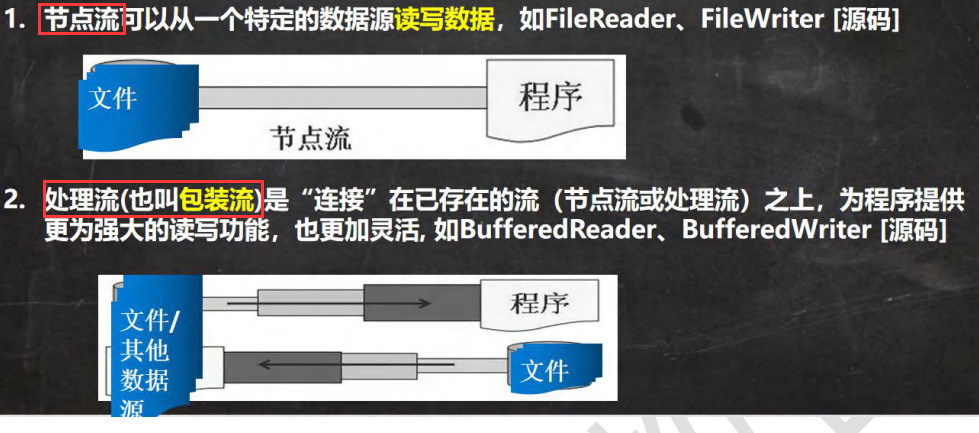 1. 节点流可以从一个特定的数据源读写数据，如FileReader、FileWriter [源码]
文件
程序
节点流
2. 处理流(也叫包装流)是“连接”在已存在的流（节点流或处理流）之上，为程序提供
更为强大的读写功能，也更加灵活, 如BufferedReader、BufferedWriter [源码]
程序
文件/
其他
数据
源
文件